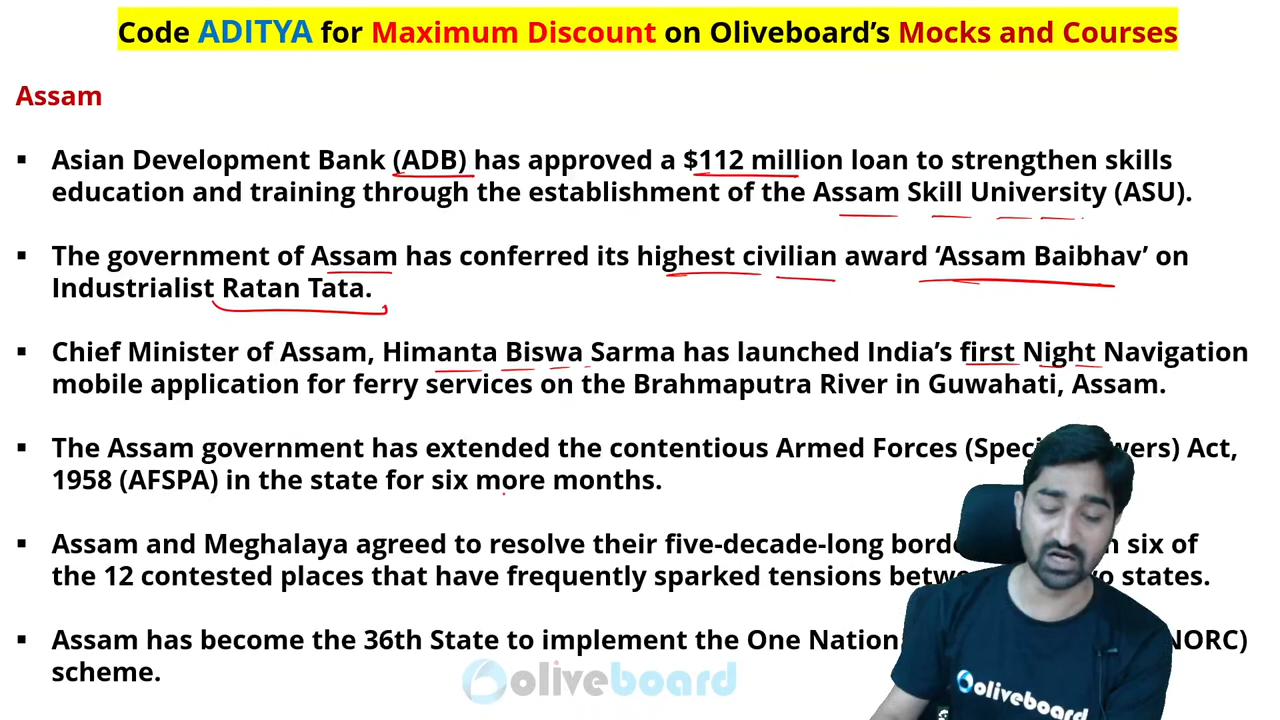 Code ADITYA for Maximum Discount on Oliveboard's Mocks and Courses
Assam
▪ Asian Development Bank (ADB) has approved a $112 million loan to strengthen skills
education and training through the establishment of the Assam Skill University (ASU).
▪ The government of Assam has conferred its highest civilian award ‘Assam Baibhav’ on
Industrialist Ratan Tata.
▪ Chief Minister of Assam, Himanta Biswa Sarma has launched India’s first Night Navigation
mobile application for ferry services on the Brahmaputra River in Guwahati, Assam.
▪ The Assam government has extended the contentious Armed Forces (Spec wers) Act,
1958 (AFSPA) in the state for six more months.
▪ Assam and Meghalaya agreed to resolve their five-decade-long bord six of
the 12 contested places that have frequently sparked tensions betw states.
▪ Assam has become the 36th State to implement the One Nation NORC)
scheme.
oliveboard
oliveboard